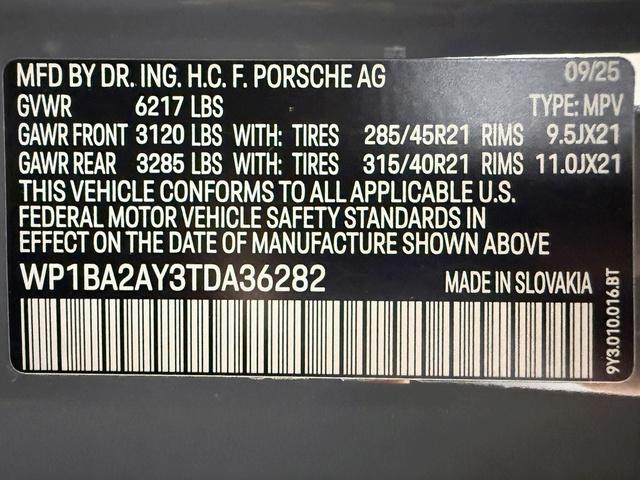 MFD BY DR. ING. H.C. F. PORSCHE AG 09/25
GVWR 6217 LBS TYPE: MPV
GAWR FRONT 3120 LBS WITH: TIRES 285/45R21 RIMS 9.5JX21
GAWR REAR 3285 LBS WITH: TIRES 315/40R21 RIMS 11.0JX21
THIS VEHICLE CONFORMS TO ALL APPLICABLE U.S.
FEDERAL MOTOR VEHICLE SAFETY STANDARDS IN
EFFECT ON THE DATE OF MANUFACTURE SHOWN ABOVE
WP1BA2AY3TDA36282 MADE IN SLOVAKIA
9Y3.010.016.BT